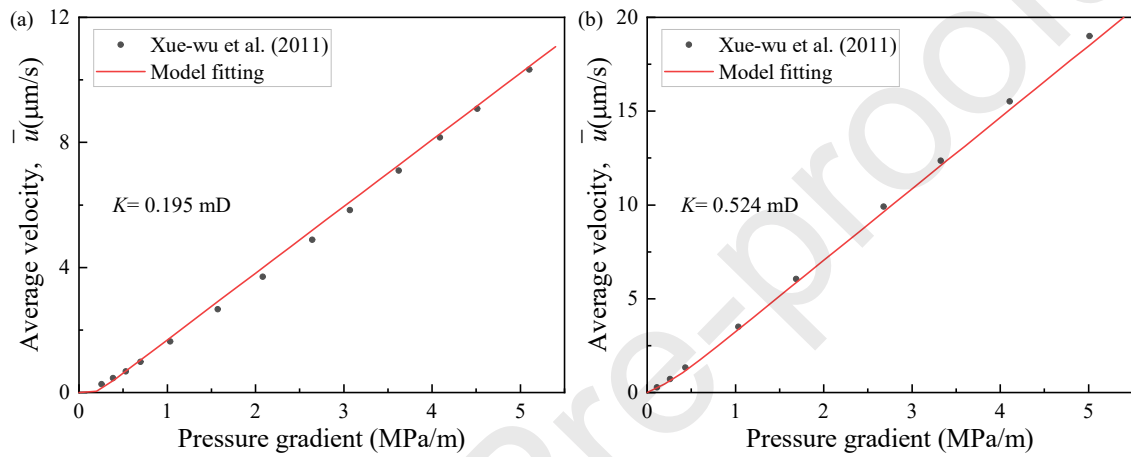 (a)
12
8
4
0
Average velocity, u̅(μm/s)
Xue-wu et al. (2011)
Model fitting
K= 0.195 mD
0 1 2 3 4 5
Pressure gradient (MPa/m)
(b)
20
15
10
5
0
Average velocity, u̅(μm/s)
Xue-wu et al. (2011)
Model fitting
K= 0.524 mD
0 1 2 3 4 5
Pressure gradient (MPa/m)
Pre-proof